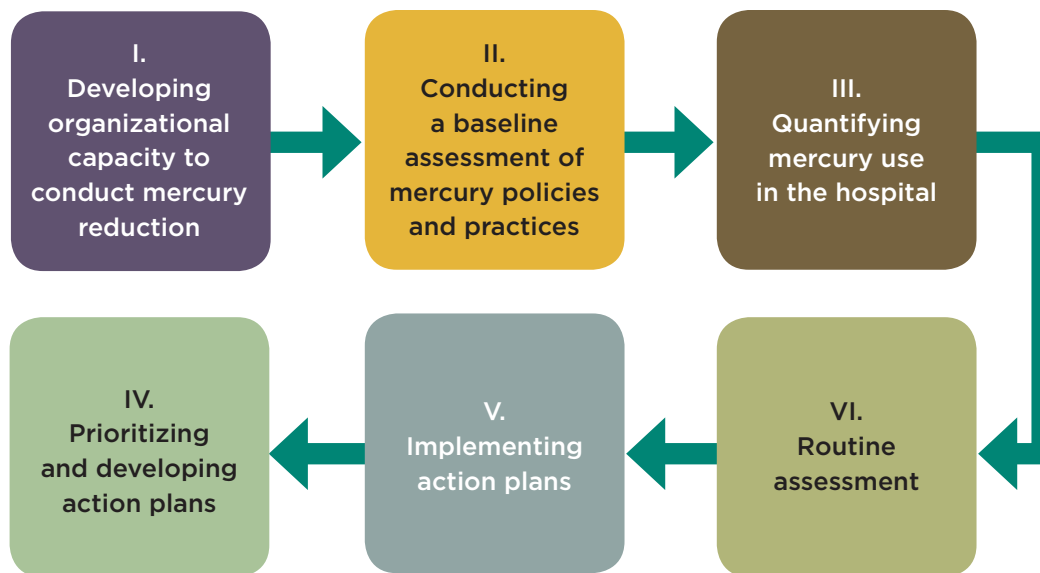 I.
Developing
organizational
capacity to
conduct mercury
reduction
II.
Conducting
a baseline
assessment of
mercury policies
and practices
III.
Quantifying
mercury use
in the hospital
IV.
Prioritizing
and developing
action plans
V.
Implementing
action plans
VI.
Routine
assessment